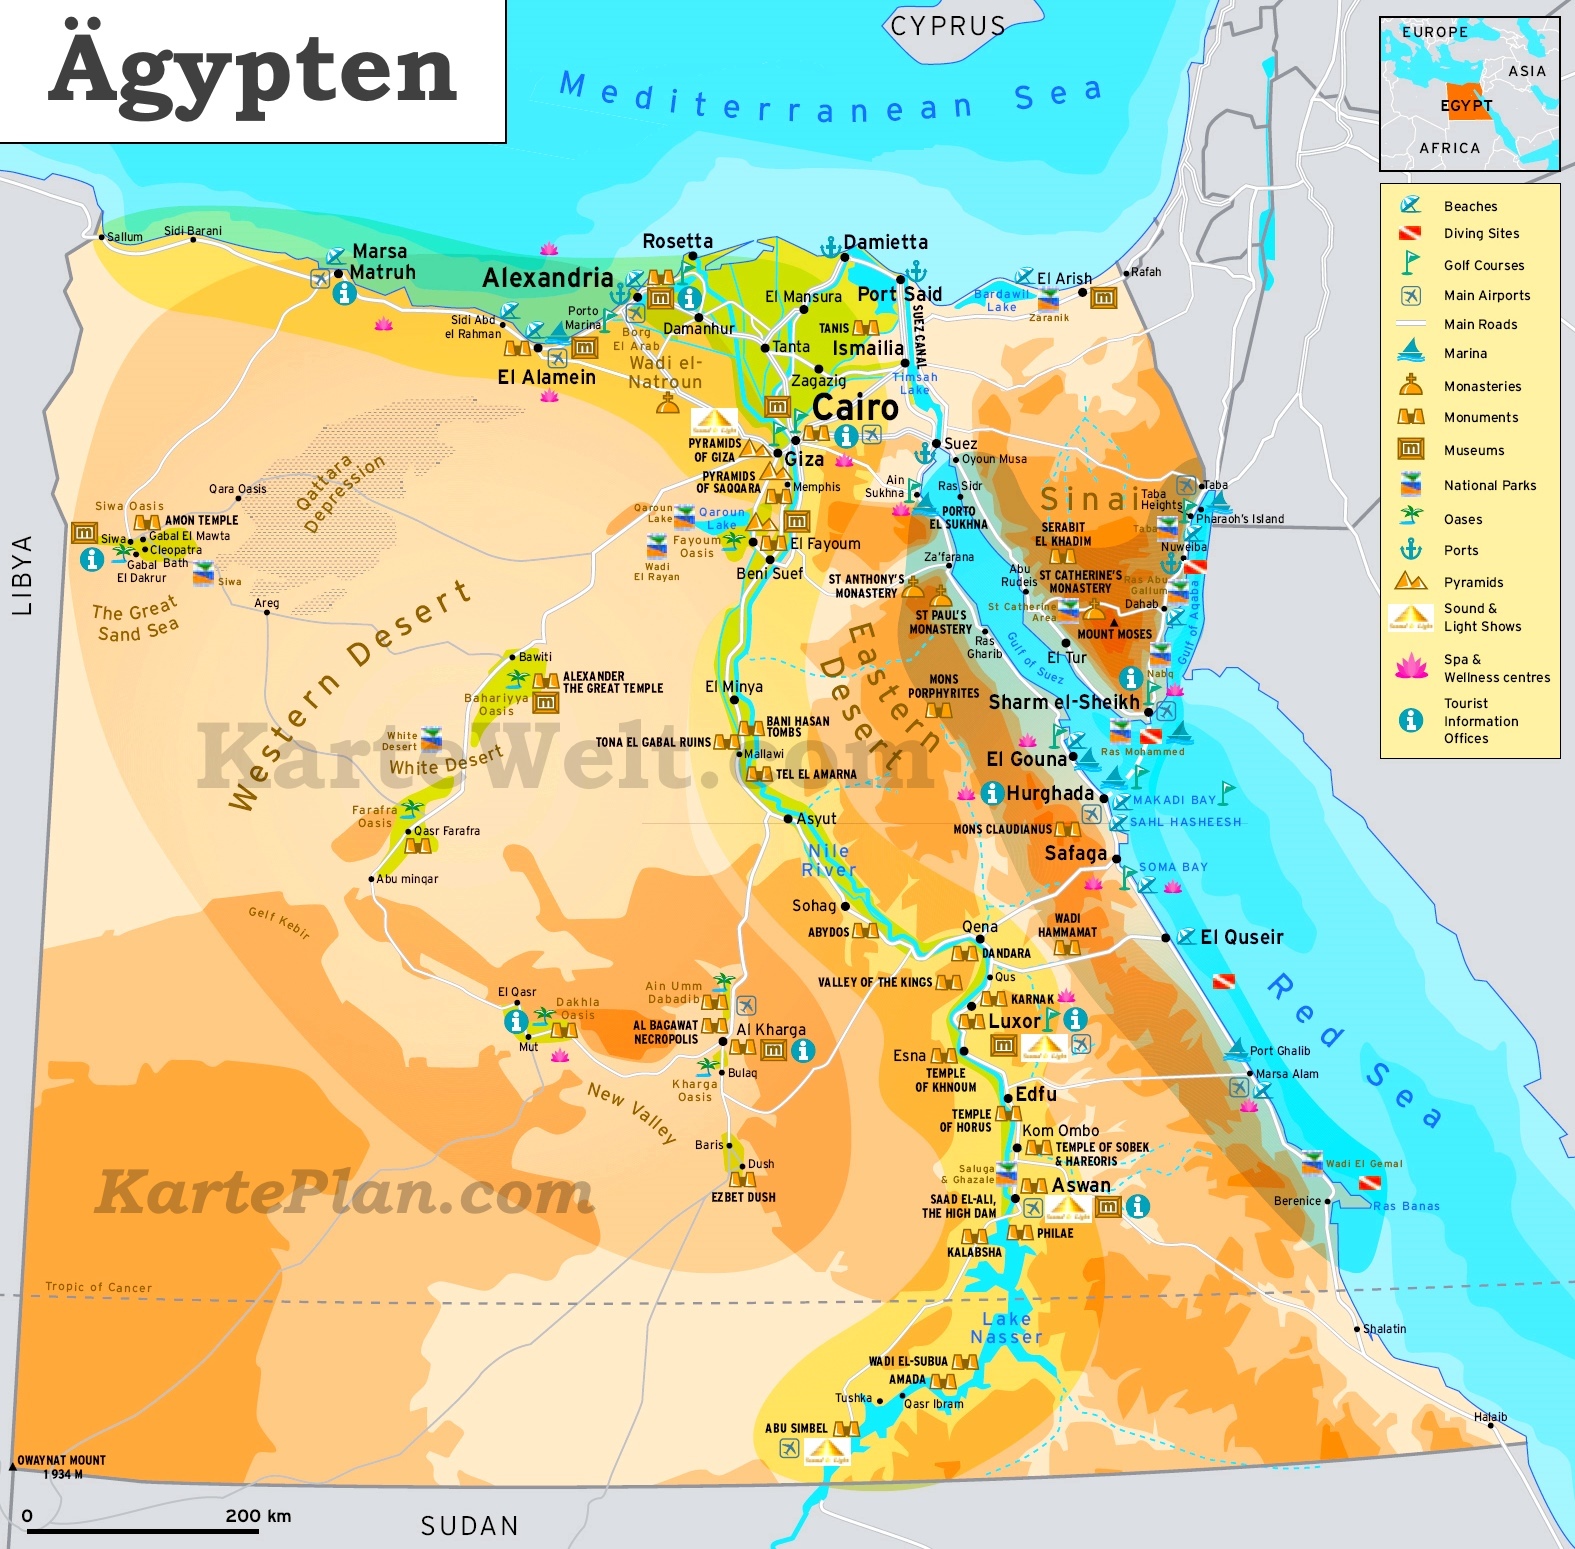 Ägypten
CYPRUS
Mediterranean Sea
EUROPE
ASIA
EGYPT
AFRICA
Beaches
Diving Sites
Golf Courses
Main Airports
Main Roads
Marina
Monasteries
Monuments
Museums
National Parks
Oases
Ports
Pyramids
Sound &
Light Shows
Spa &
Wellness centres
Tourist
Information
Offices
LIBYA
Sallum
Sidi Barani
Marsa
Matruh
Alexandria
Rosetta
Damietta
El Mansura
Port Said
SUEZ CANAL
Bardawil
Lake
El Arish
Zaranik
Rafah
Sidi Abd
el Rahman
Porto
Marina
Borg
El Arab
Damanhur
TANIS
Tanta
Ismailia
El Alamein
Wadi el-
Natroun
Zagazig
Timsah
Lake
Cairo
Sound & Light
PYRAMIDS
OF GIZA
Giza
Suez
Oyoun Musa
PYRAMIDS
OF SAQQARA
Memphis
Ain
Sukhna
Ras Sidr
PORTO
EL SUKHNA
Sinai
Taba
Taba
Heights
Pharaoh's Island
Taba
Nuweiba
SERABIT
EL KHADIM
Qattara
Depression
Qara Oasis
Siwa Oasis
AMON TEMPLE
Siwa
Gabal El Mawta
Cleopatra
Bath
Gabal
El Dakrur
Siwa
The Great
Sand Sea
Areg
Qaroun
Lake
Qaroun
Lake
Fayoum
Oasis
Wadi
El Rayan
El Fayoum
Beni Suef
Za'farana
ST ANTHONY'S
MONASTERY
ST PAUL'S
MONASTERY
Abu
Rudeis
ST CATHERINE'S
MONASTERY
St Catherine
Area
Ras Abu
Gallum
Dahab
MOUNT MOSES
Gulf of Aqaba
Ras
Gharib
Gulf of Suez
El Tur
Nabq
Sharm el-Sheikh
Ras Mohammed
Western Desert
Eastern
Desert
Bawiti
ALEXANDER
THE GREAT TEMPLE
Bahariyya
Oasis
El Minya
MONS
PORPHYRITES
BANI HASAN
TOMBS
TONA EL GABAL RUINS
Mallawi
TEL EL AMARNA
White
Desert
White Desert
KarteWelt.com
El Gouna
Hurghada
MAKADI BAY
SAHL HASHEESH
MONS CLAUDIANUS
Safaga
SOMA BAY
Farafra
Oasis
Qasr Farafra
Abu minqar
Asyut
Nile
River
Sohag
ABYDOS
Gelf Kebir
Qena
DANDARA
WADI
HAMMAMAT
El Quseir
VALLEY OF THE KINGS
Qus
KARNAK
Luxor
Sound & Light
Red Sea
El Qasr
Dakhla
Oasis
Mut
Ain Umm
Dabadib
AL BAGAWAT
NECROPOLIS
Al Kharga
Bulaq
Kharga
Oasis
New Valley
Esna
TEMPLE
OF KHNOUM
Port Ghalib
Marsa Alam
Edfu
TEMPLE
OF HORUS
Baris
Dush
EZBET DUSH
Kom Ombo
TEMPLE OF SOBEK
& HAREORIS
Saluga
& Ghazale
Aswan
SAAD EL-ALI,
THE HIGH DAM
Sound & Light
PHILAE
KALABSHA
Wadi El Gemal
Berenice
Ras Banas
KartePlan.com
Tropic of Cancer
Lake
Nasser
Shalatin
WADI EL-SUBUA
AMADA
Tushka
Qasr Ibram
ABU SIMBEL
Sound & Light
Halaib
OWAYNAT MOUNT
1 934 M
0
200 km
SUDAN